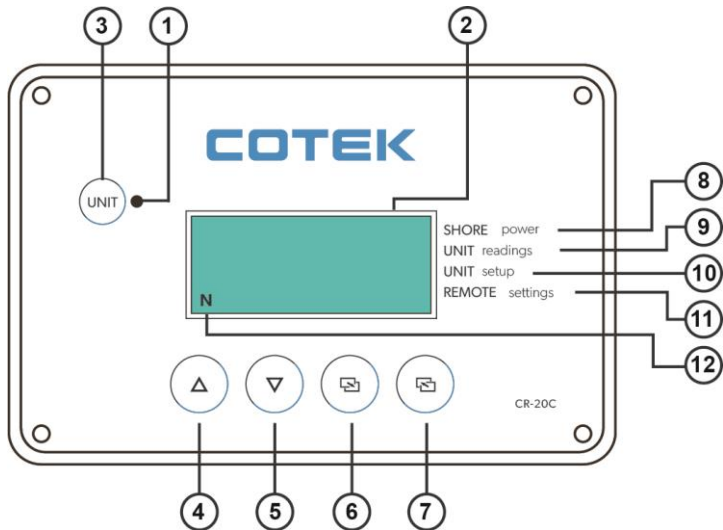 3 1 2
COTEK
UNIT
8
SHORE power
9
UNIT readings
10
UNIT setup
REMOTE settings
11
N
12
CR-20C
4 5 6 7